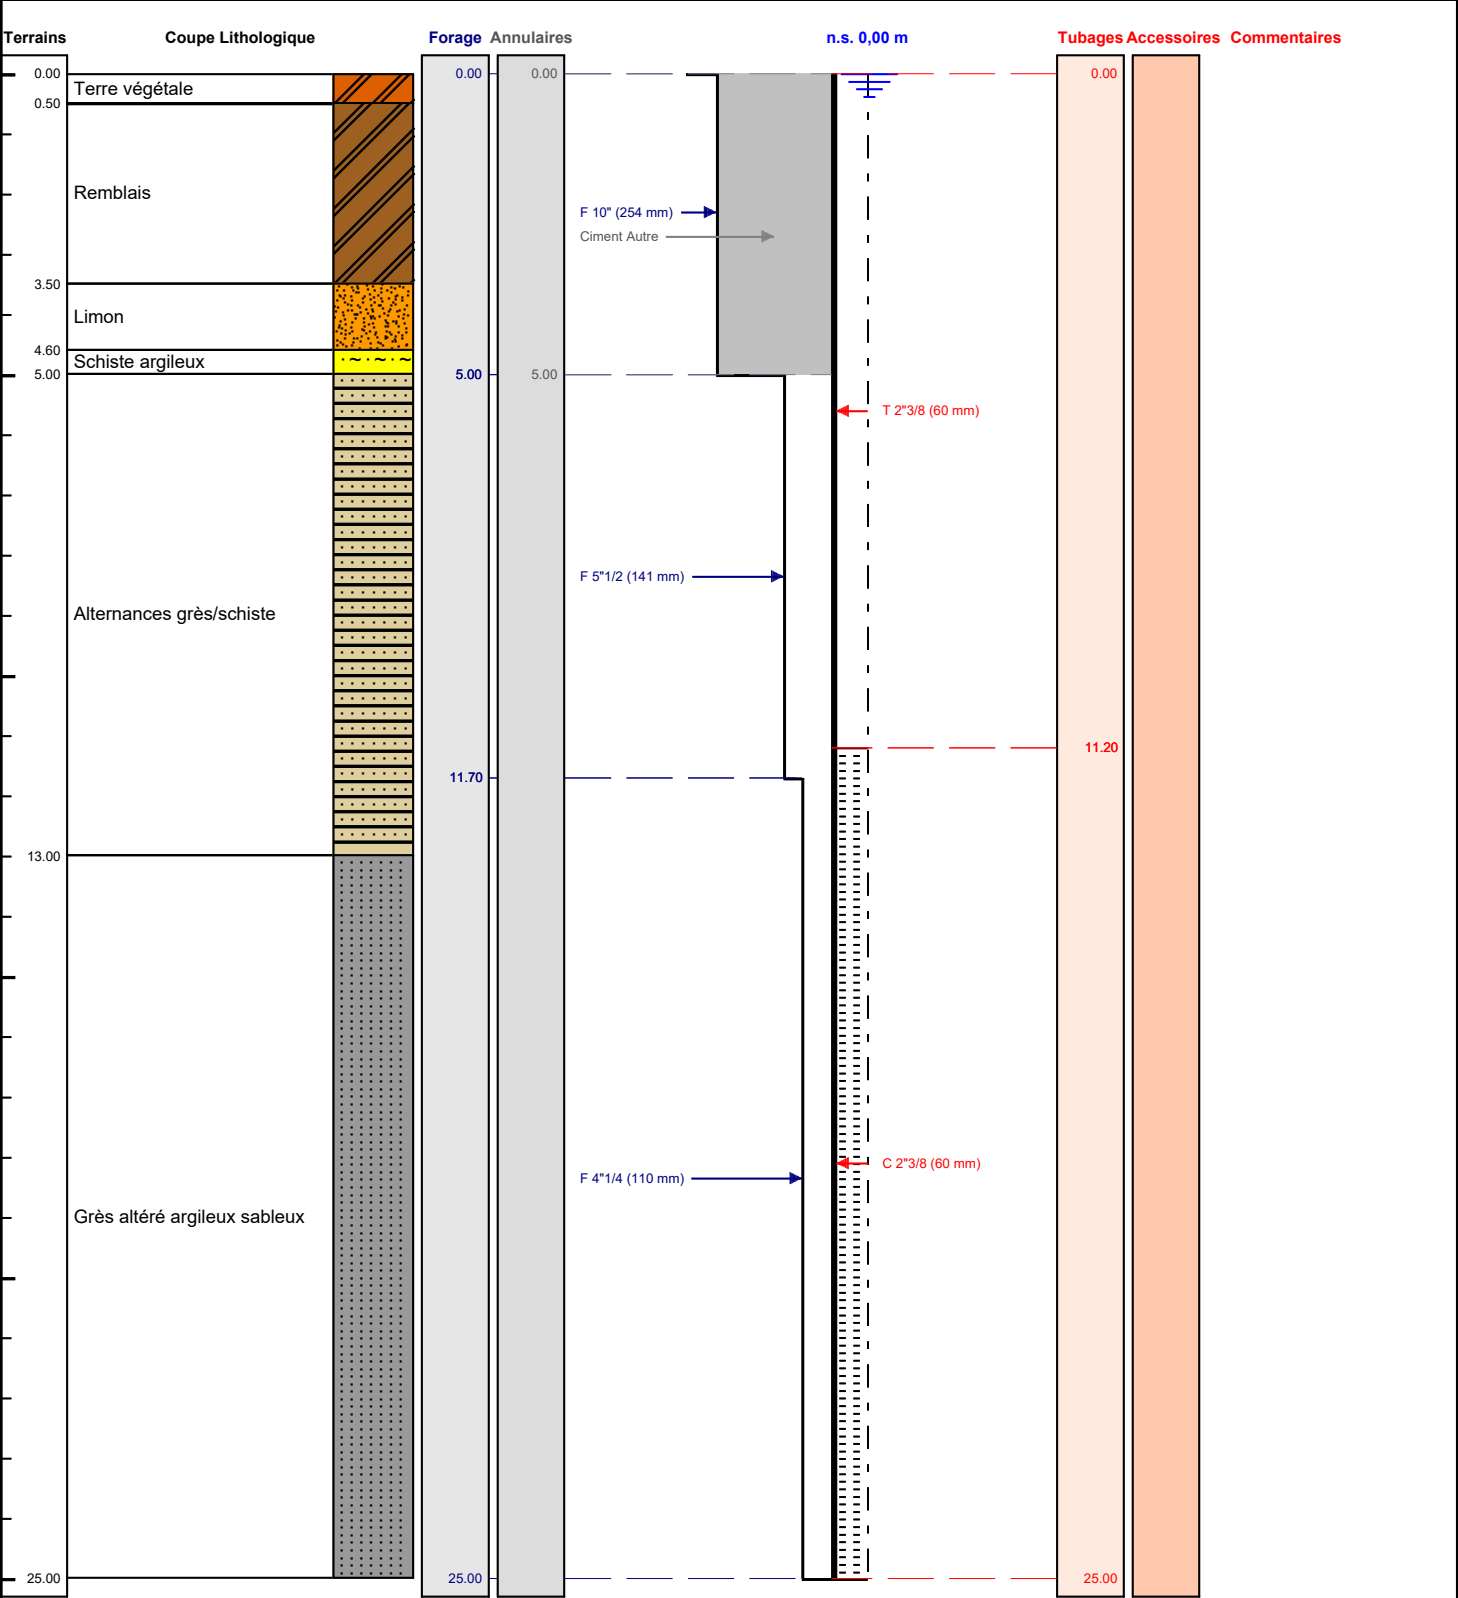 Terrains Coupe Lithologique Forage Annulaires n.s. 0,00 m Tubages Accessoires Commentaires
0.00 0.00 0.00 0.00
Terre végétale
0.50
Remblais
F 10" (254 mm)
Ciment Autre
3.50
Limon
4.60
Schiste argileux
5.00 5.00 5.00
T 2"3/8 (60 mm)
F 5"1/2 (141 mm)
Alternances grès/schiste
11.20
11.70
13.00
C 2"3/8 (60 mm)
F 4"1/4 (110 mm)
Grès altéré argileux sableux
25.00 25.00 25.00